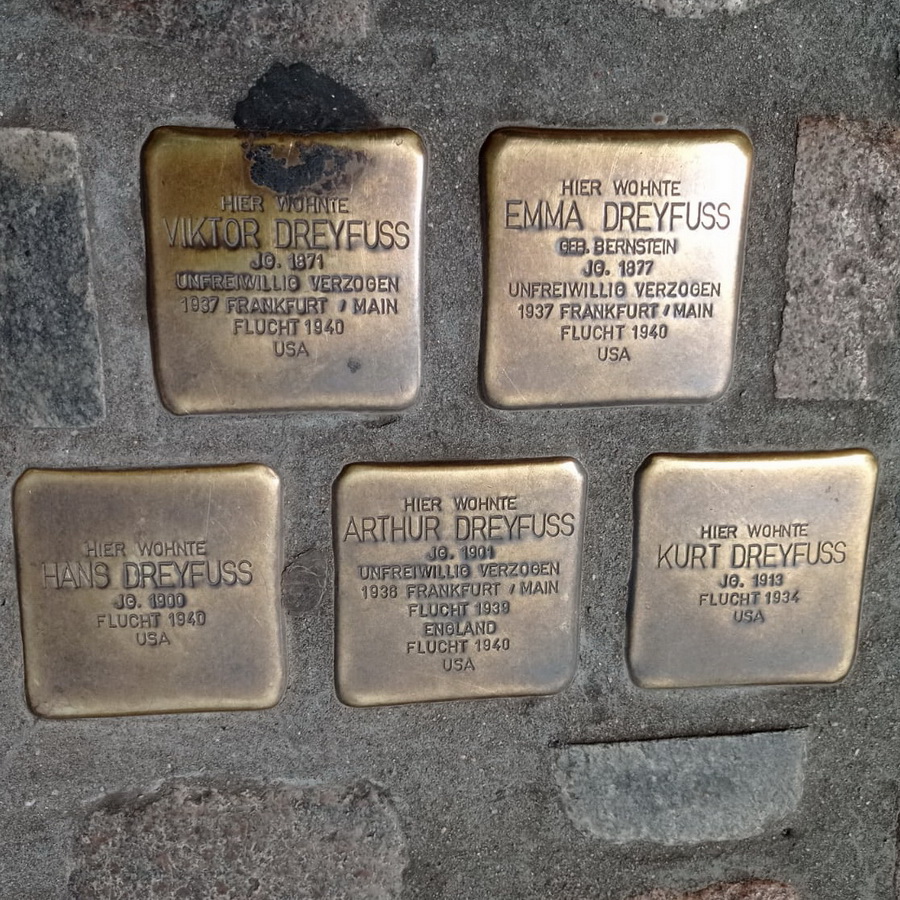 HIER WOHNTE
VIKTOR DREYFUSS
JG. 1871
UNFREIWILLIG VERZOGEN
1937 FRANKFURT / MAIN
FLUCHT 1940
USA
HIER WOHNTE
EMMA DREYFUSS
GEB. BERNSTEIN
JG. 1877
UNFREIWILLIG VERZOGEN
1937 FRANKFURT / MAIN
FLUCHT 1940
USA
HIER WOHNTE
HANS DREYFUSS
JG. 1900
FLUCHT 1940
USA
HIER WOHNTE
ARTHUR DREYFUSS
JG. 1901
UNFREIWILLIG VERZOGEN
1938 FRANKFURT / MAIN
FLUCHT 1939
ENGLAND
FLUCHT 1940
USA
HIER WOHNTE
KURT DREYFUSS
JG. 1913
FLUCHT 1934
USA